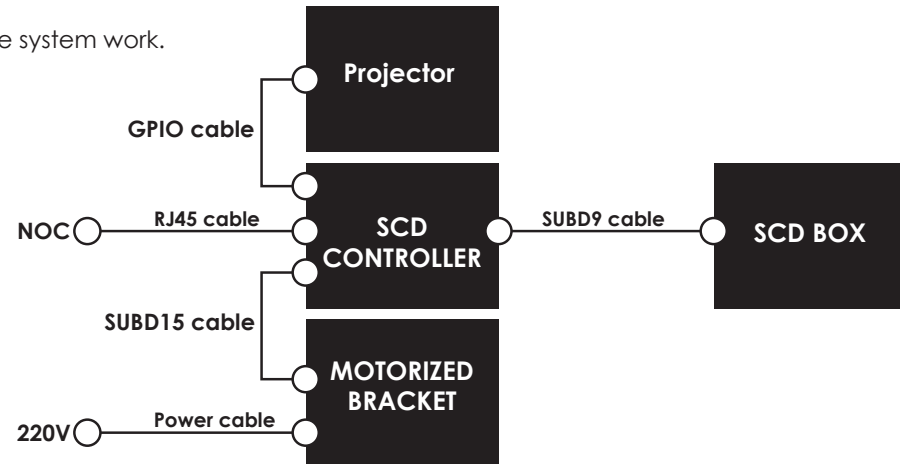 e system work.
Projector
GPIO cable
NOC
RJ45 cable
SCD
CONTROLLER
SUBD9 cable
SCD BOX
SUBD15 cable
MOTORIZED
BRACKET
220V
Power cable